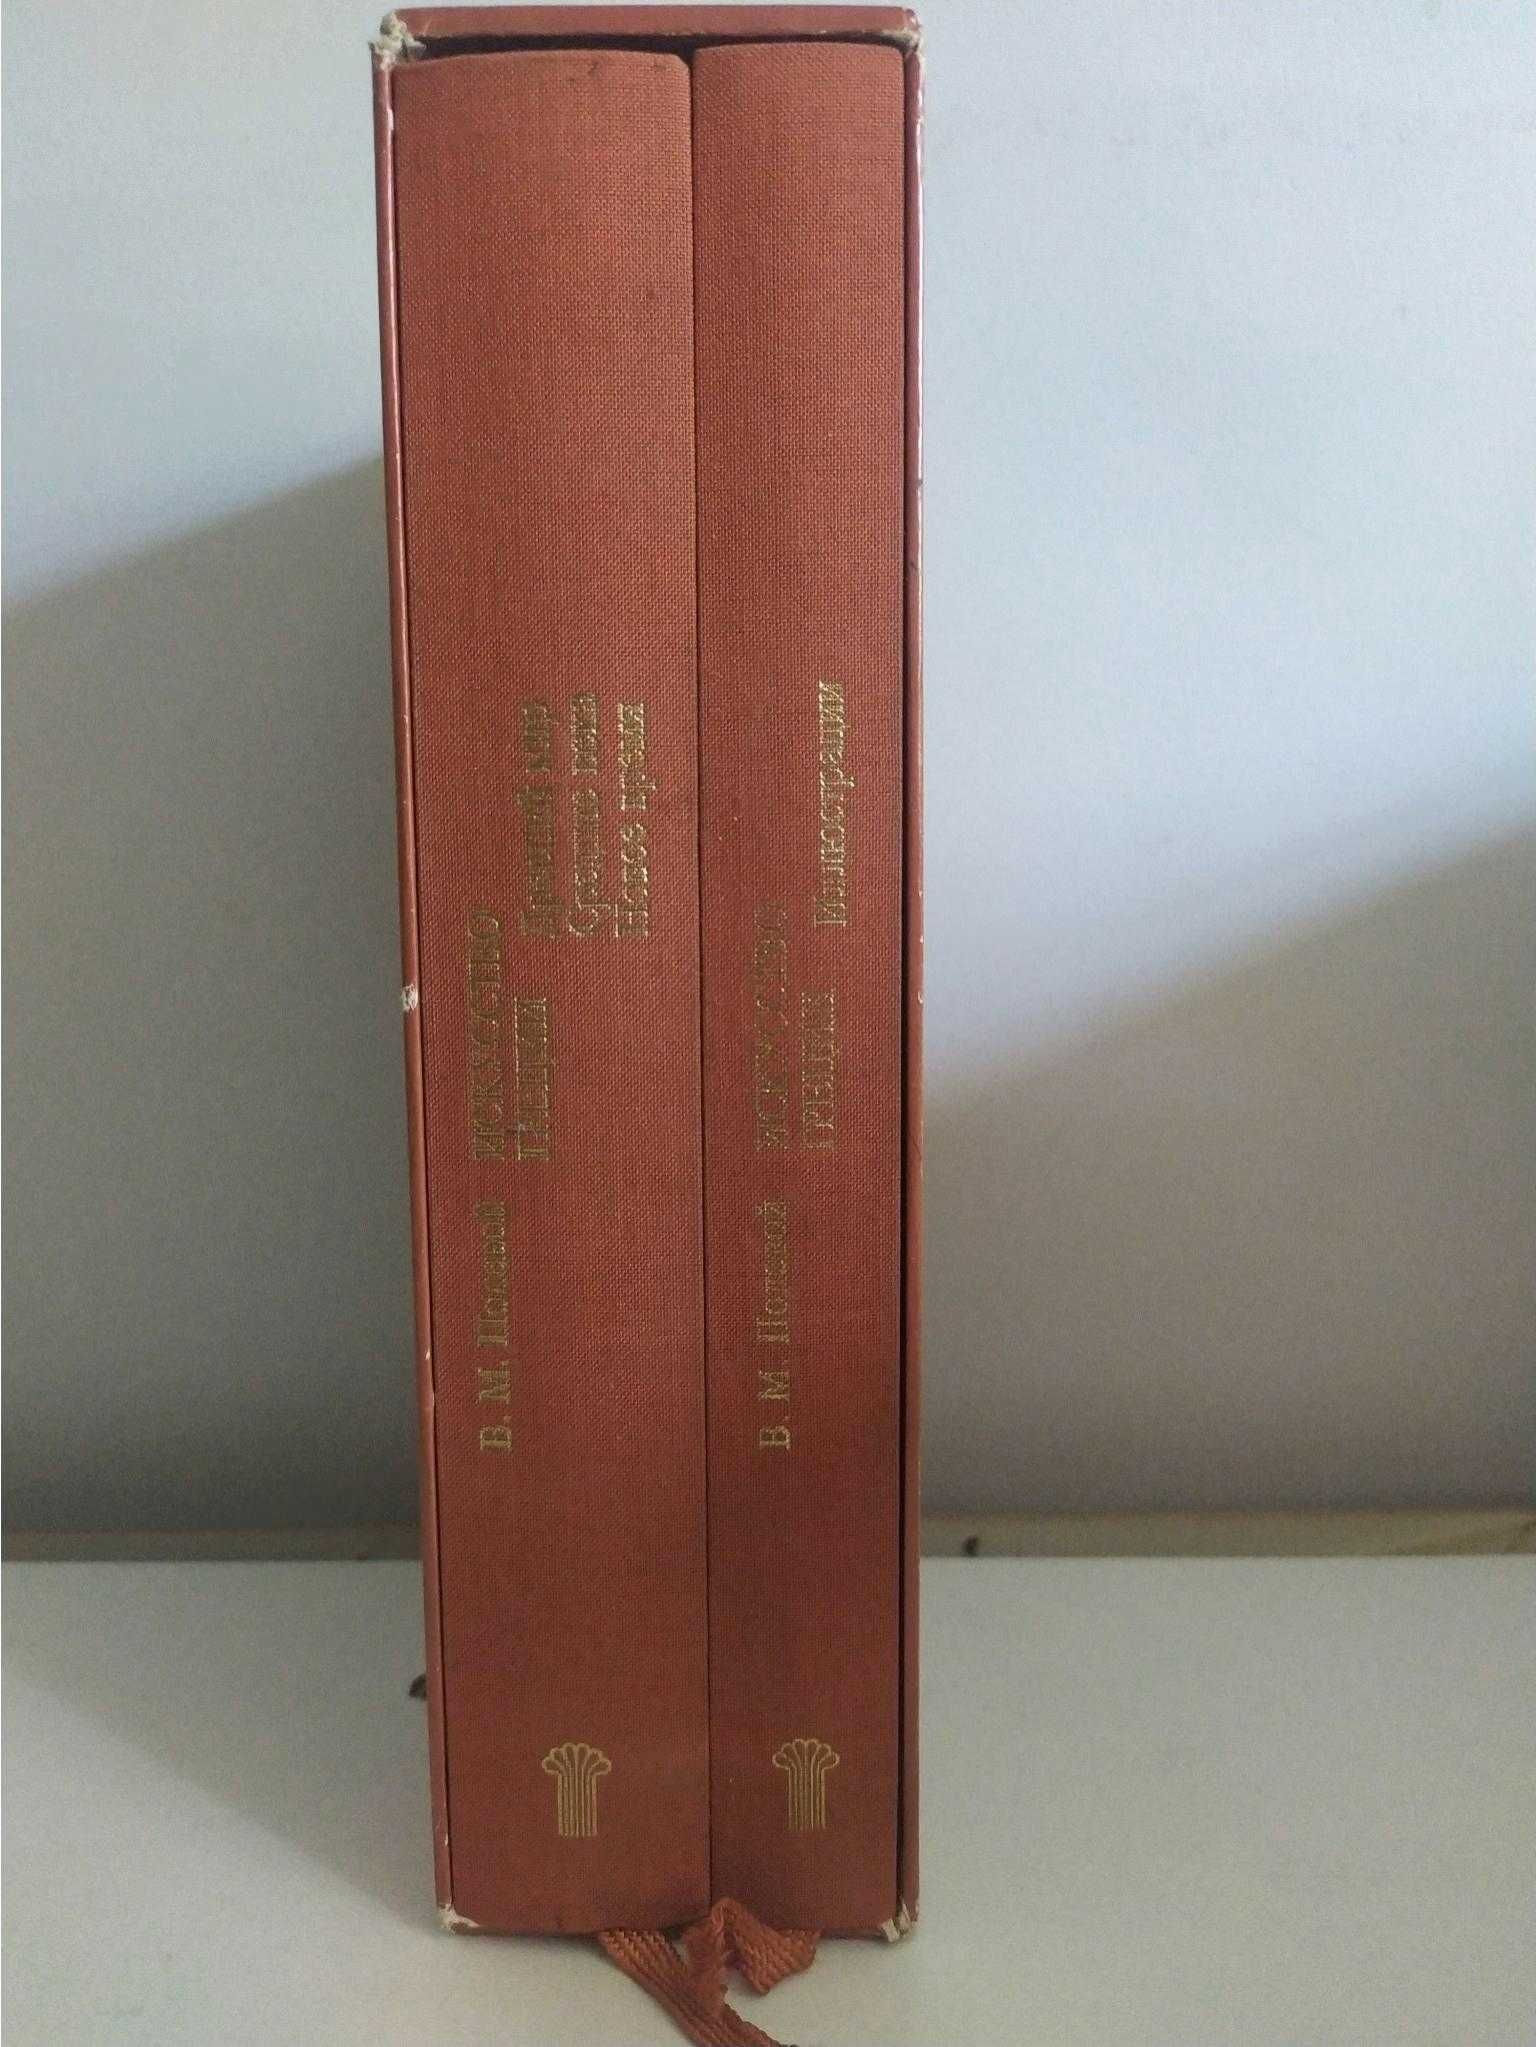 В. М. Полевой
ИСКУССТВО
ГРЕЦИИ
Древний мир
Средние века
Новое время
В. М. Полевой
ИСКУССТВО
ГРЕЦИИ
Иллюстрации